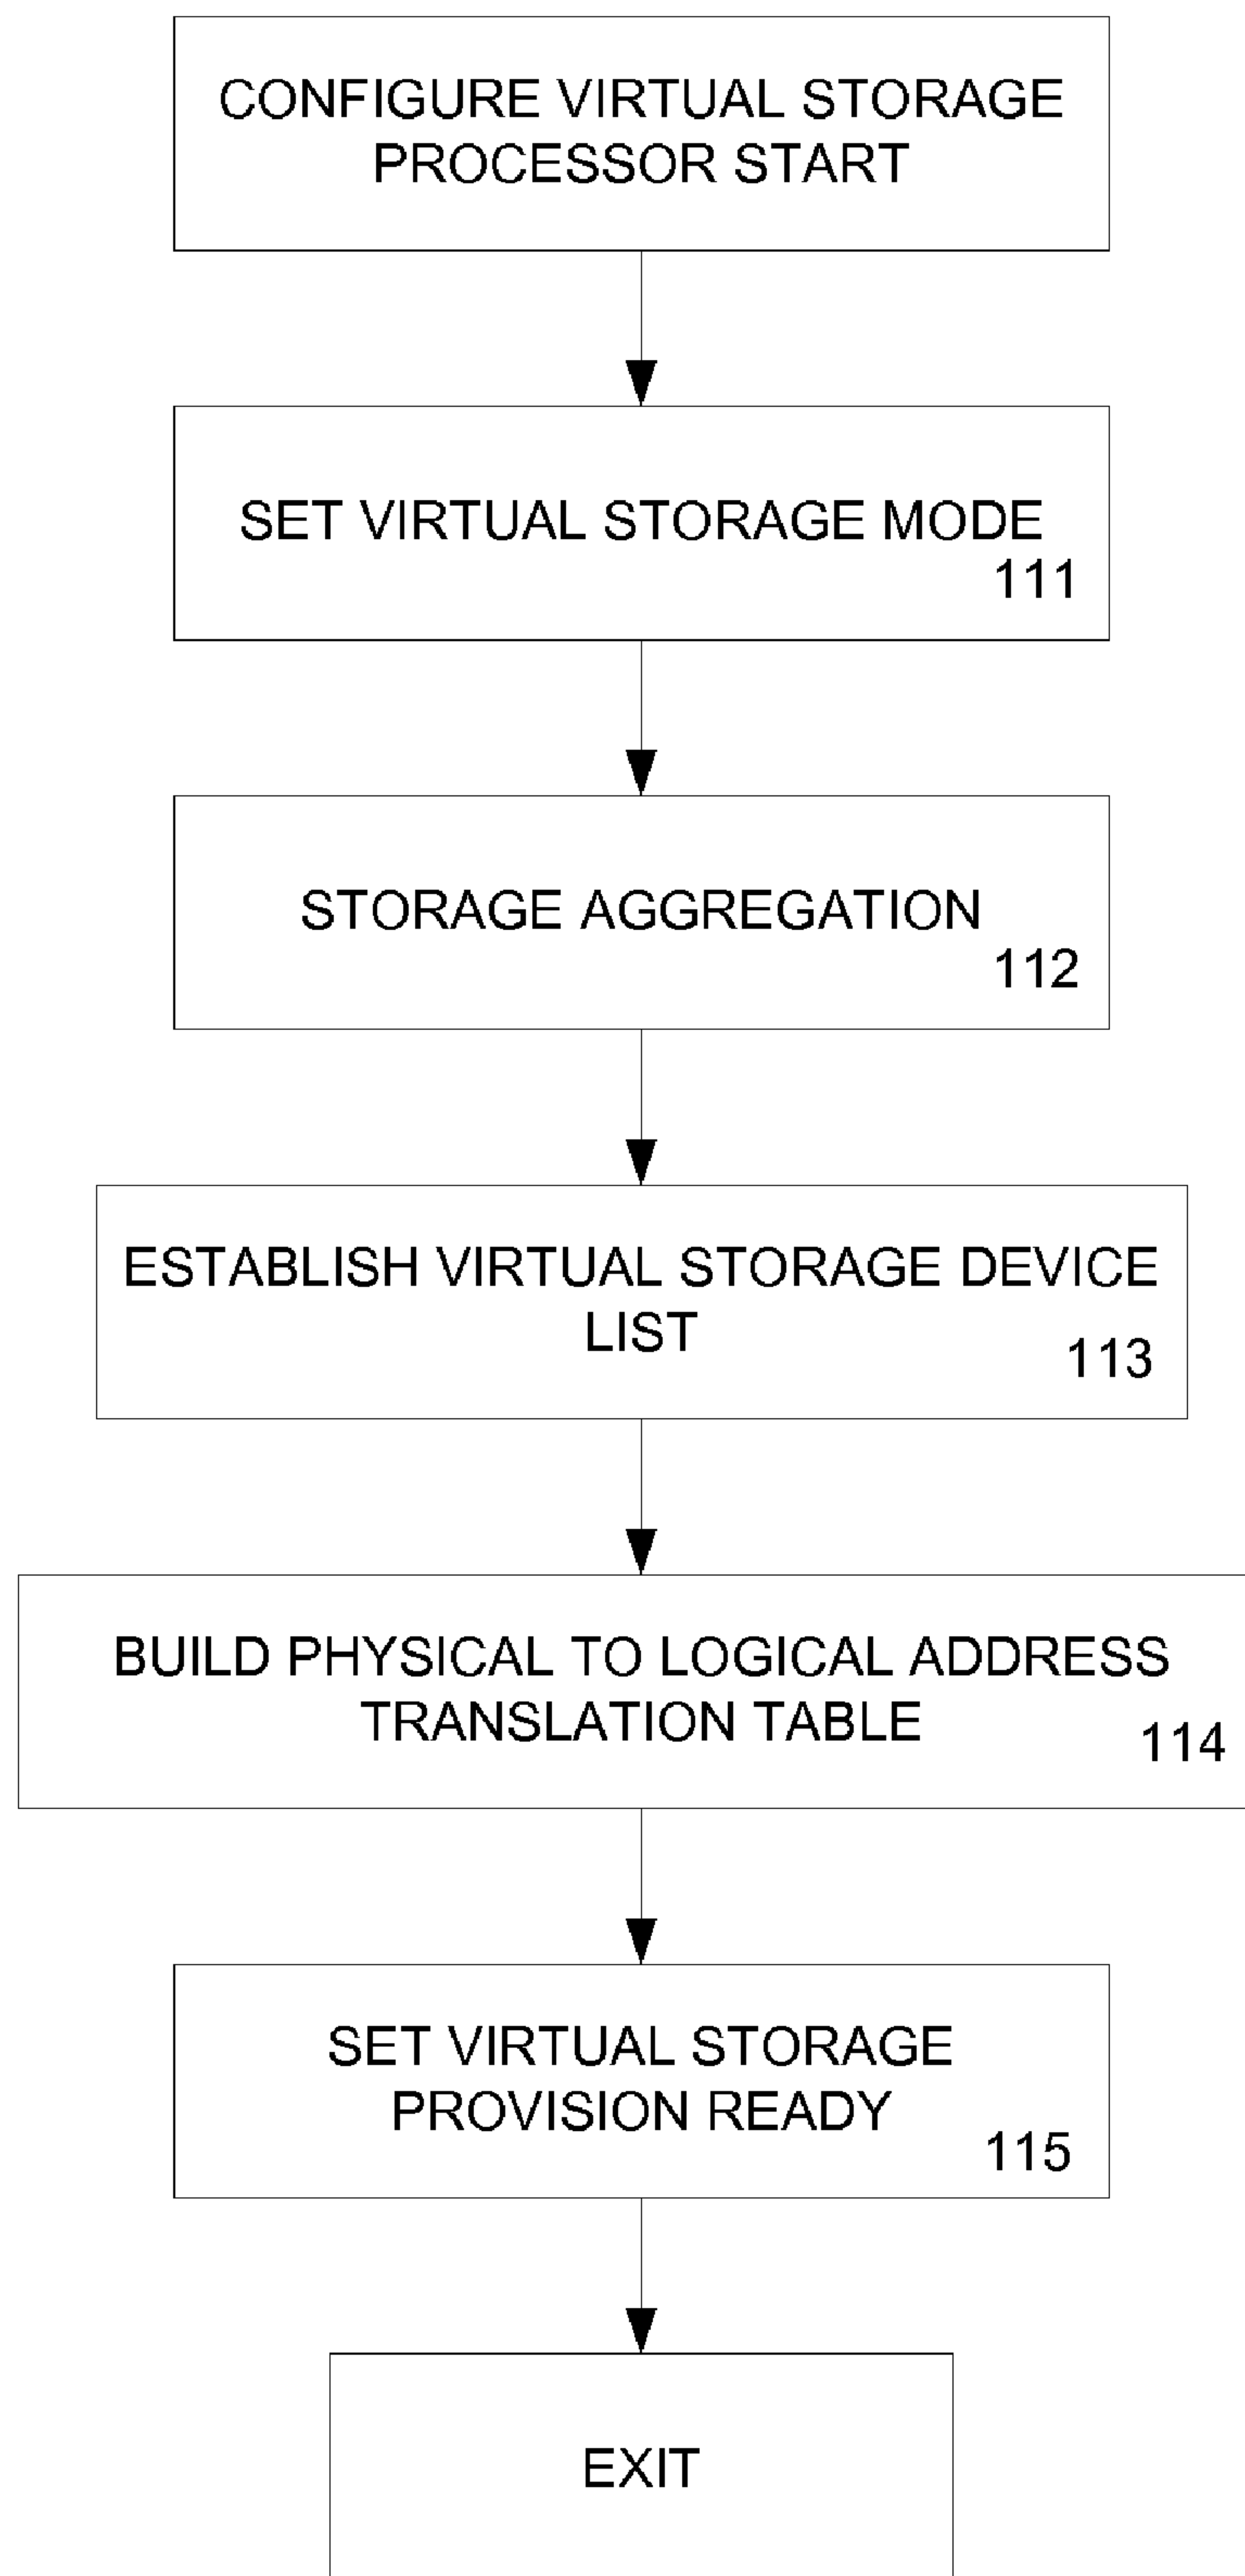 CONFIGURE VIRTUAL STORAGE
PROCESSOR START
SET VIRTUAL STORAGE MODE
111
STORAGE AGGREGATION
112
ESTABLISH VIRTUAL STORAGE DEVICE
LIST
113
BUILD PHYSICAL TO LOGICAL ADDRESS
TRANSLATION TABLE
114
SET VIRTUAL STORAGE
PROVISION READY
115
EXIT